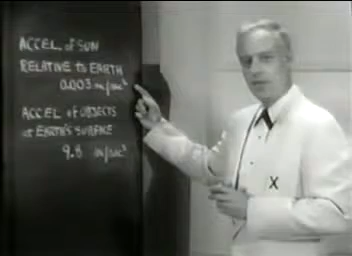 ACCEL of SUN
RELATIVE to EARTH
0.003 m/sec²
ACCEL of OBJECTS
at EARTH'S SURFACE
9.8 m/sec²
X